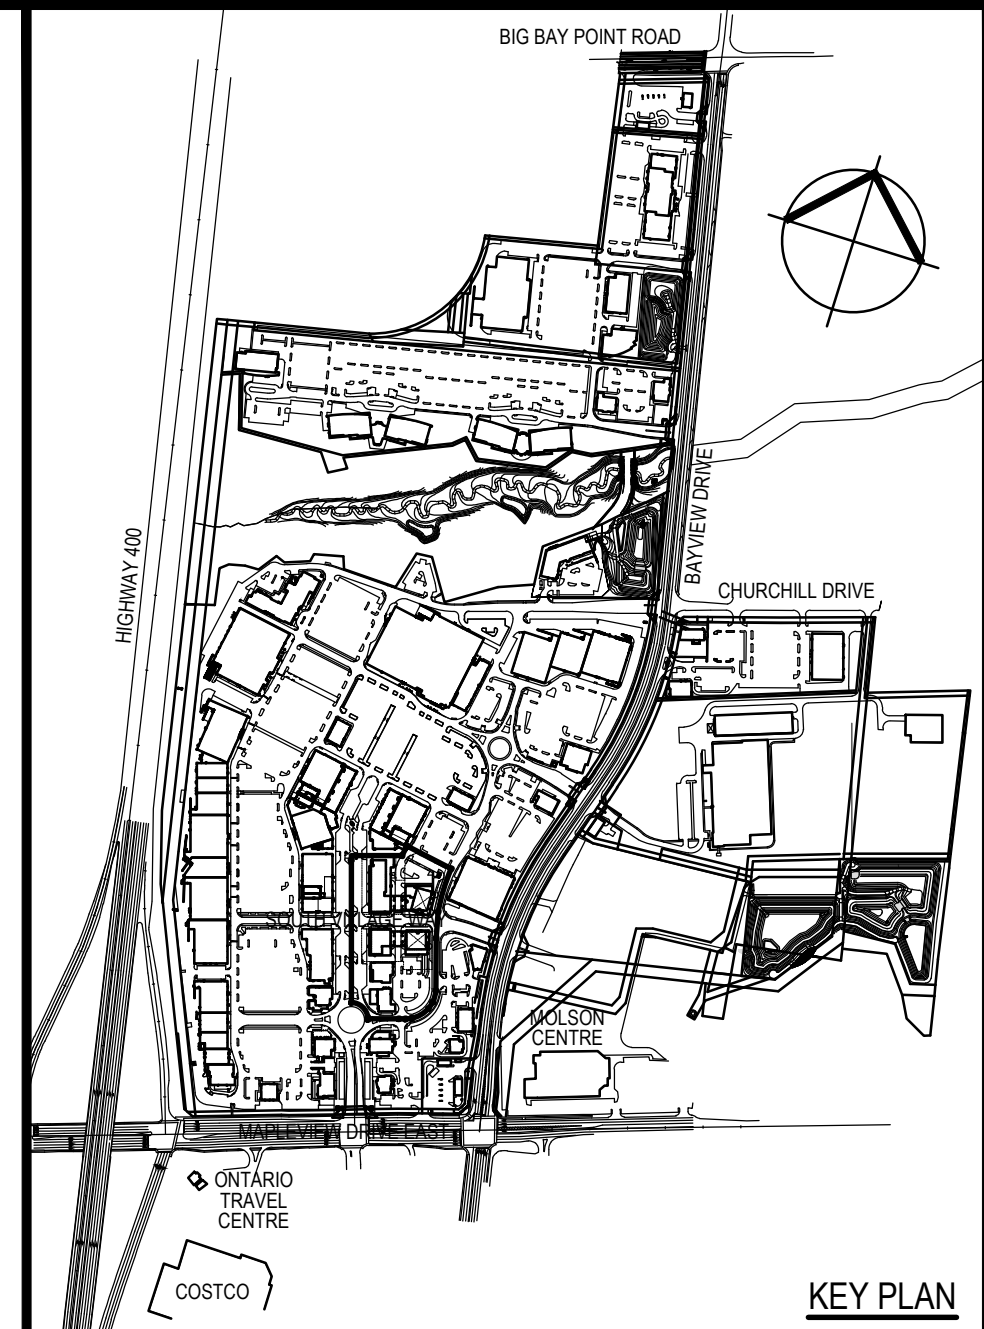 BIG BAY POINT ROAD
HIGHWAY 400
BAYVIEW DRIVE
CHURCHILL DRIVE
MOLSON
CENTRE
MAPLEVIEW DRIVE EAST
ONTARIO
TRAVEL
CENTRE
COSTCO
KEY PLAN